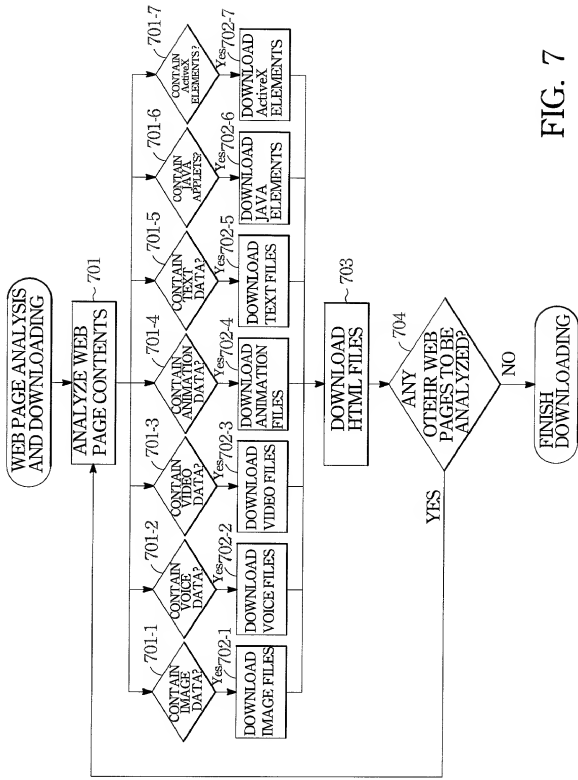 WEB PAGE ANALYSIS
AND DOWNLOADING
701
ANALYZE WEB
PAGE CONTENTS
701-1
CONTAIN
IMAGE
DATA?
701-2
CONTAIN
VOICE
DATA?
701-3
CONTAIN
VIDEO
DATA?
701-4
CONTAIN
ANIMATION
DATA?
701-5
CONTAIN
TEXT
DATA?
701-6
CONTAIN
JAVA
APPLETS?
701-7
CONTAIN
ActiveX
ELEMENTS?
Yes 702-1
DOWNLOAD
IMAGE FILES
Yes 702-2
DOWNLOAD
VOICE FILES
Yes 702-3
DOWNLOAD
VIDEO FILES
Yes 702-4
DOWNLOAD
ANIMATION
FILES
Yes 702-5
DOWNLOAD
TEXT FILES
Yes 702-6
DOWNLOAD
JAVA
ELEMENTS
Yes 702-7
DOWNLOAD
ActiveX
ELEMENTS
703
DOWNLOAD
HTML FILES
704
ANY
OTEHR WEB
PAGES TO BE
ANALYZED?
YES
NO
FINISH
DOWNLOADING
FIG. 7